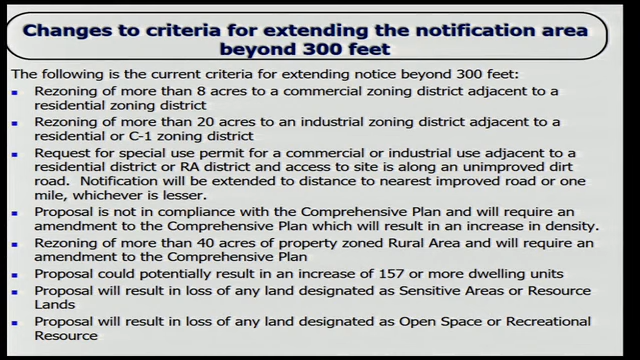 Changes to criteria for extending the notification area
beyond 300 feet
The following is the current criteria for extending notice beyond 300 feet:
Rezoning of more than 8 acres to a commercial zoning district adjacent to a
residential zoning district
Rezoning of more than 20 acres to an industrial zoning district adjacent to a
residential or C-1 zoning district
Request for special use permit for a commercial or industrial use adjacent to a
residential district or RA district and access to site is along an unimproved dirt
road.  Notification will be extended to distance to nearest improved road or one
mile, whichever is lesser.
Proposal is not in compliance with the Comprehensive Plan and will require an
amendment to the Comprehensive Plan which will result in an increase in density.
Rezoning of more than 40 acres of property zoned Rural Area and will require an
amendment to the Comprehensive Plan
Proposal could potentially result in an increase of 157 or more dwelling units
Proposal will result in loss of any land designated as Sensitive Areas or Resource
Lands
Proposal will result in loss of any land designated as Open Space or Recreational
Resource